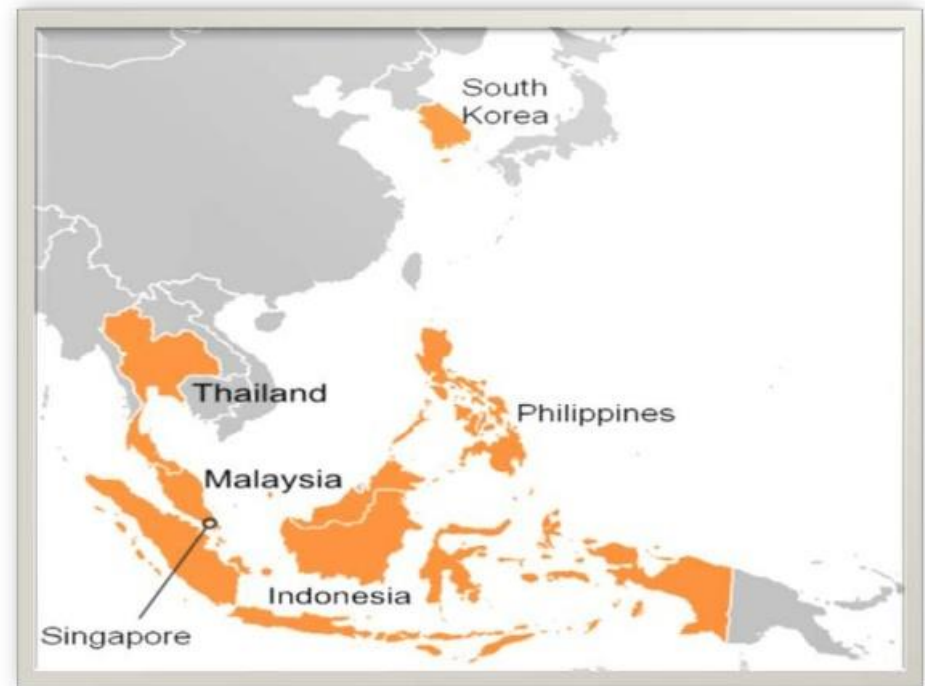 South
Korea
Thailand
Philippines
Malaysia
Indonesia
Singapore